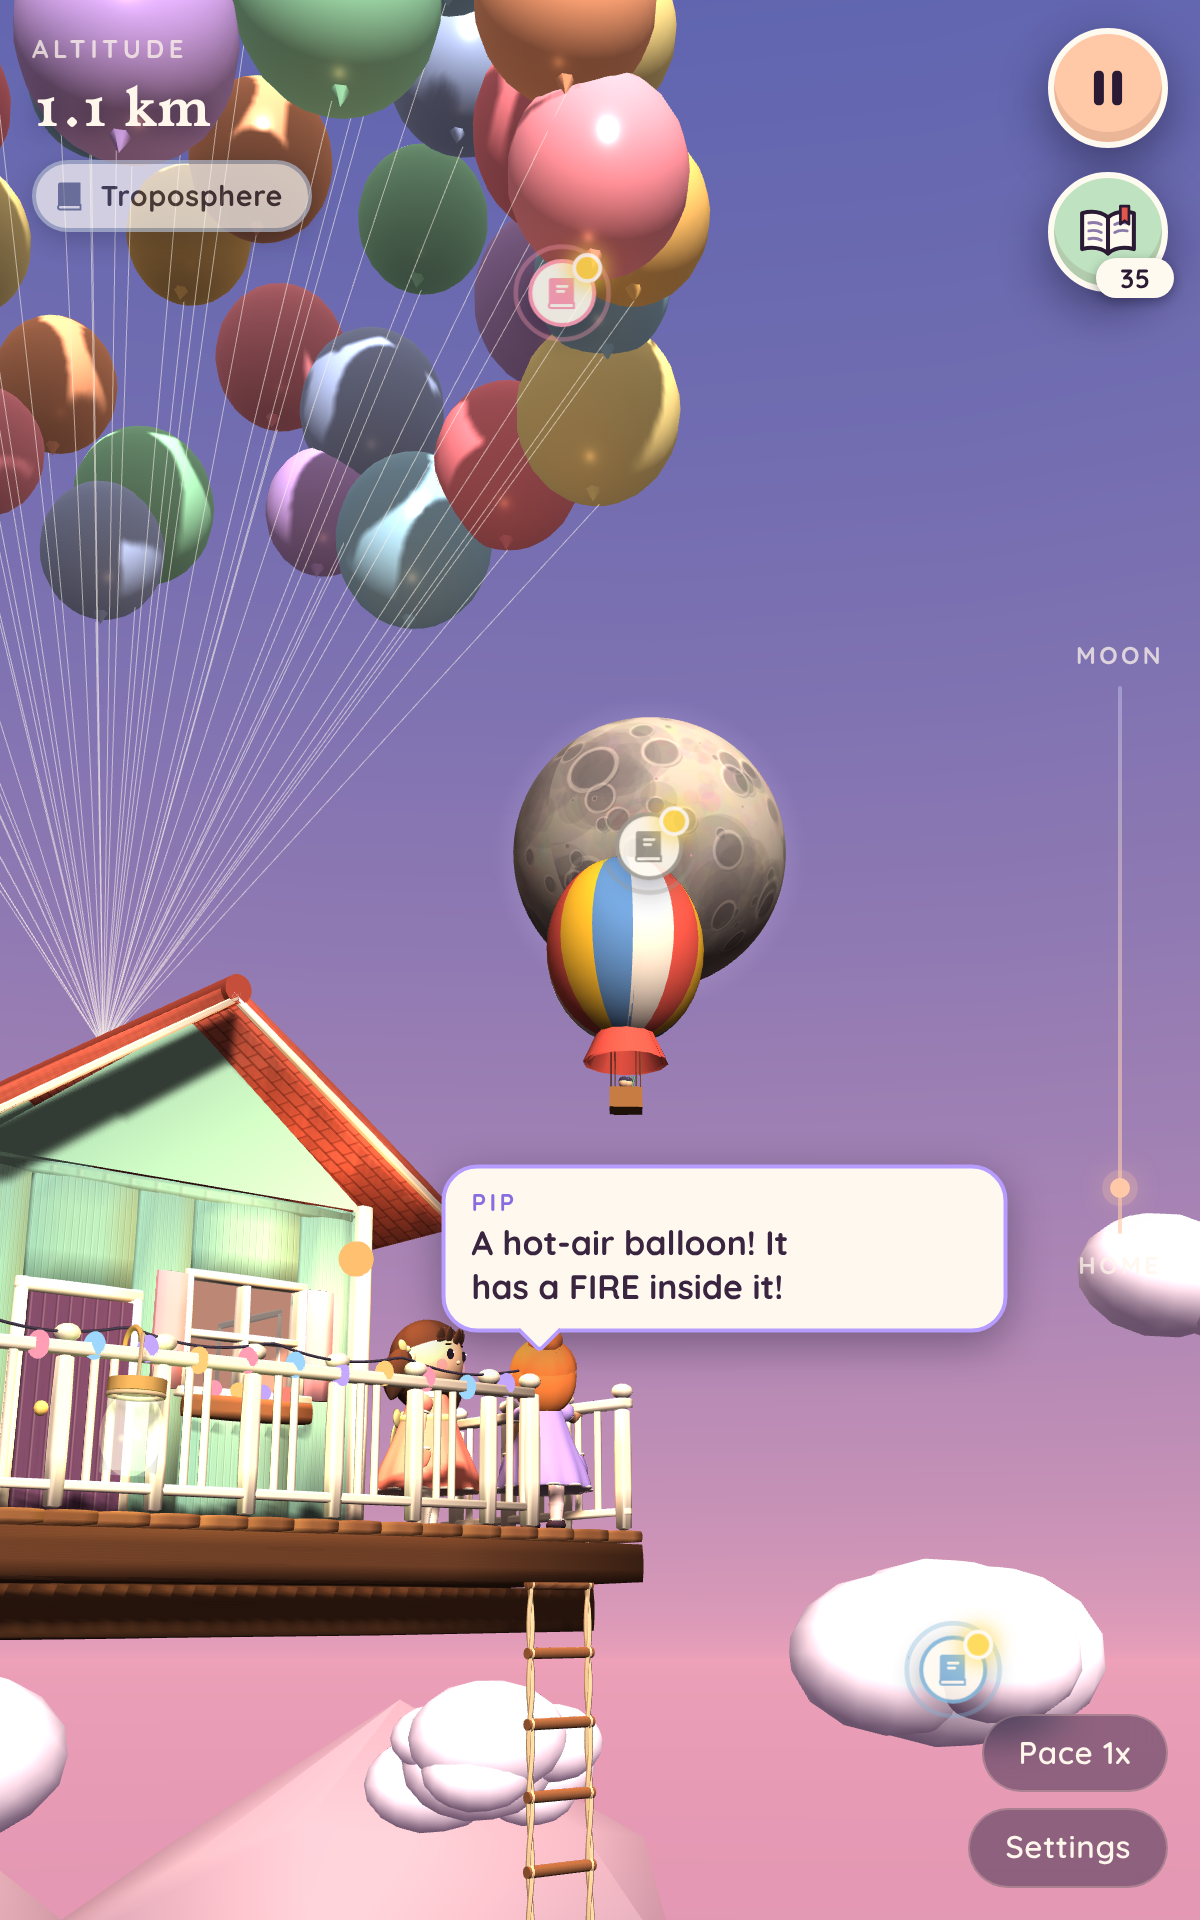 ALTITUDE
1.1 km
Troposphere
35
MOON
PIP
A hot-air balloon! It
has a FIRE inside it!
HOME
Pace 1x
Settings